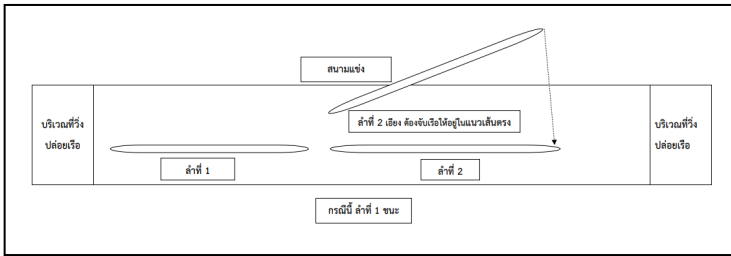 สนามแข่ง
บริเวณที่วิ่ง
ปล่อยเรือ
ลำที่ 2 เอียง ต้องจับเรือให้อยู่ในแนวเส้นตรง
บริเวณที่วิ่ง
ปล่อยเรือ
ลำที่ 1
ลำที่ 2
กรณีนี้ ลำที่ 1 ชนะ